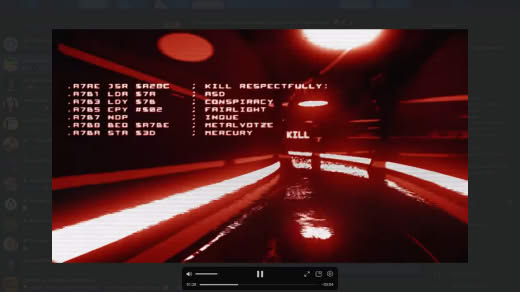 .A7AE JSR $A2DC ; KILL RESPECTFULLY:
.A7B1 LDA $7A ; ASD
.A7B3 LDY $7B ; CONSPIRACY
.A7B5 CPY #$02 ; FAIRLIGHT
.A7B7 NOP ; INQUE
.A7B8 BEQ $A7BE ; METALVOTZE
.A7BA STA $3D ; MERCURY
KILL